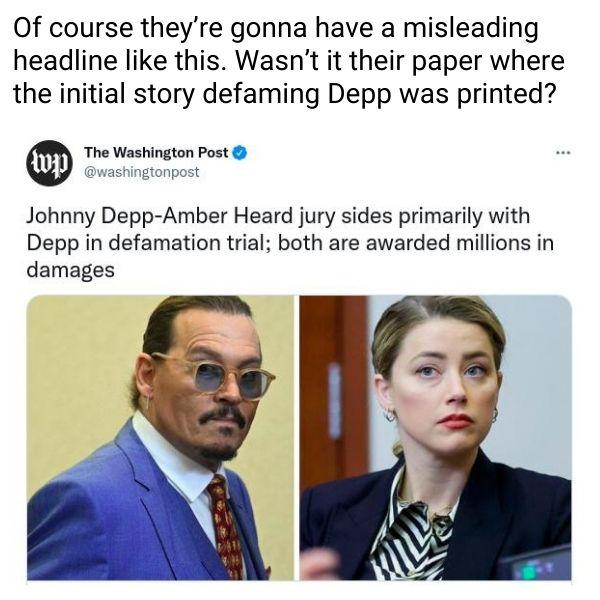 Of course they're gonna have a misleading
headline like this. Wasn't it their paper where
the initial story defaming Depp was printed?
wp
The Washington Post
@washingtonpost
Johnny Depp-Amber Heard jury sides primarily with
Depp in defamation trial; both are awarded millions in
damages